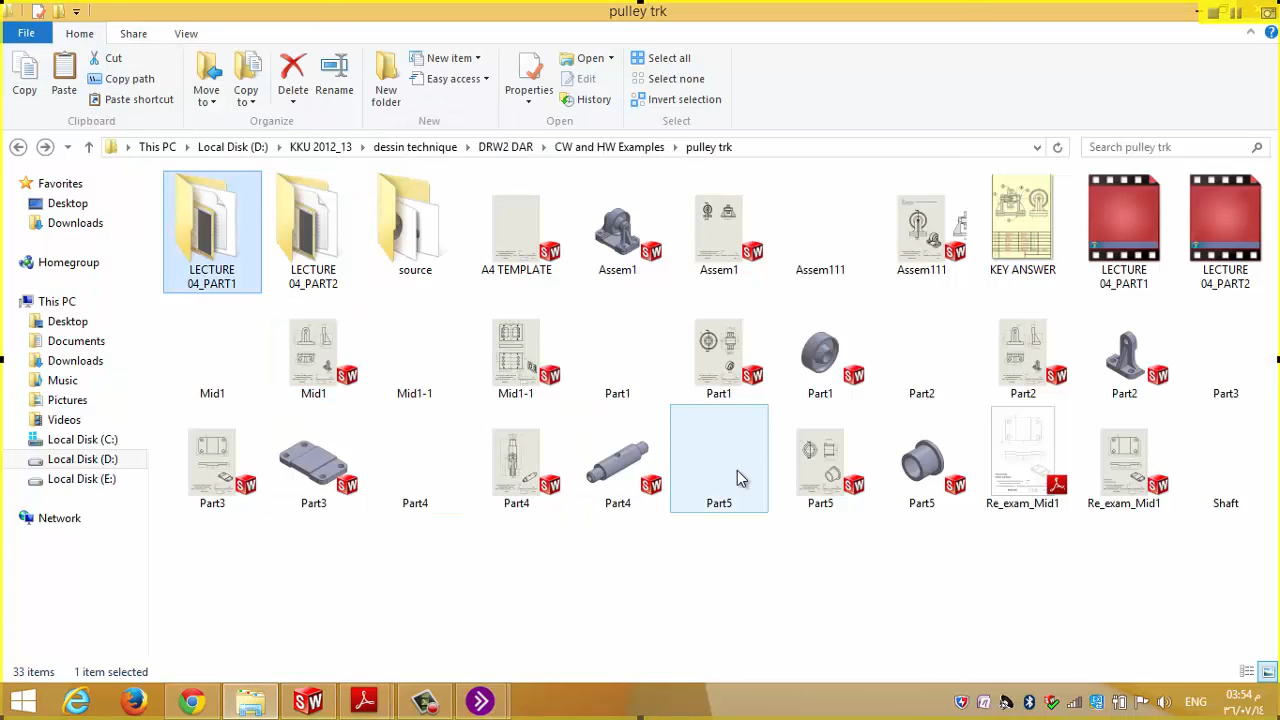 pulley trk
File Home Share View
Copy
Paste
Cut
Copy path
Paste shortcut
Clipboard
Move to
Copy to
Delete
Rename
Organize
New folder
New item
Easy access
New
Properties
Open
Edit
History
Open
Select all
Select none
Invert selection
Select
This PC Local Disk (D:) KKU 2012_13 dessin technique DRW2 DAR CW and HW Examples pulley trk
Search pulley trk
Favorites
Desktop
Downloads
Homegroup
This PC
Desktop
Documents
Downloads
Music
Pictures
Videos
Local Disk (C:)
Local Disk (D:)
Local Disk (E:)
Network
LECTURE 04_PART1
LECTURE 04_PART2
source
A4 TEMPLATE
Assem1
Assem1
Assem111
Assem111
KEY ANSWER
LECTURE 04_PART1
LECTURE 04_PART2
Mid1
Mid1
Mid1-1
Mid1-1
Part1
Part1
Part1
Part2
Part2
Part2
Part3
Part3
Part3
Part4
Part4
Part4
Part5
Part5
Part5
Re_exam_Mid1
Re_exam_Mid1
Shaft
33 items 1 item selected
ENG
03:54 م
٣٦/٠٧/١٤